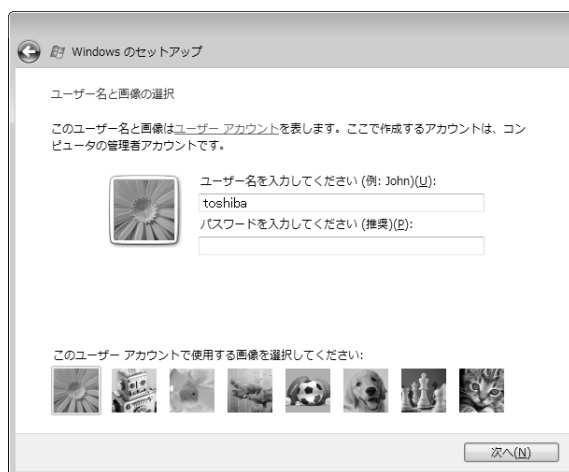 Windows のセットアップ
ユーザー名と画像の選択
このユーザー名と画像はユーザー アカウントを表します。ここで作成するアカウントは、コン
ピュータの管理者アカウントです。
ユーザー名を入力してください (例: John)(U):
toshiba
パスワードを入力してください (推奨)(P):
このユーザー アカウントで使用する画像を選択してください:
次へ(N)